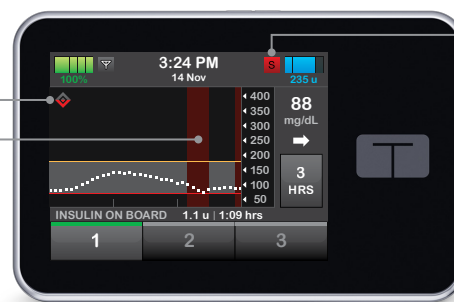 3:24 PM
14 Nov
S
100%
235 u
400
350
300
250
200
150
100
50
88
mg/dL
3
HRS
INSULIN ON BOARD 1.1 u | 1:09 hrs
1 2 3